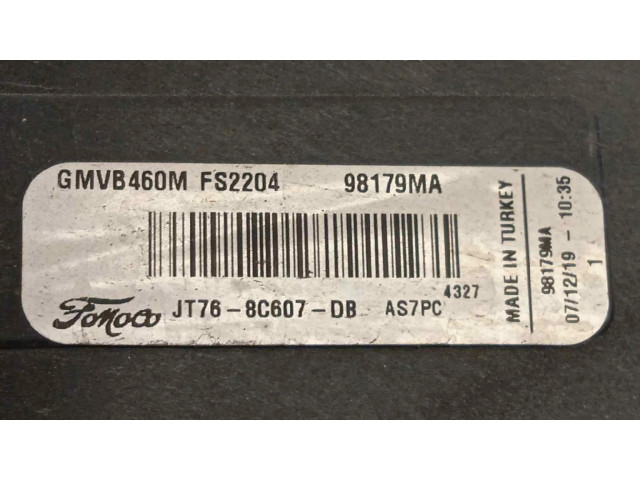 GMVB460M FS2204 98179MA
4327
FoMoCo JT76-8C607-DB AS7PC
MADE IN TURKEY
98179MA
07/12/19 - 10:35
1